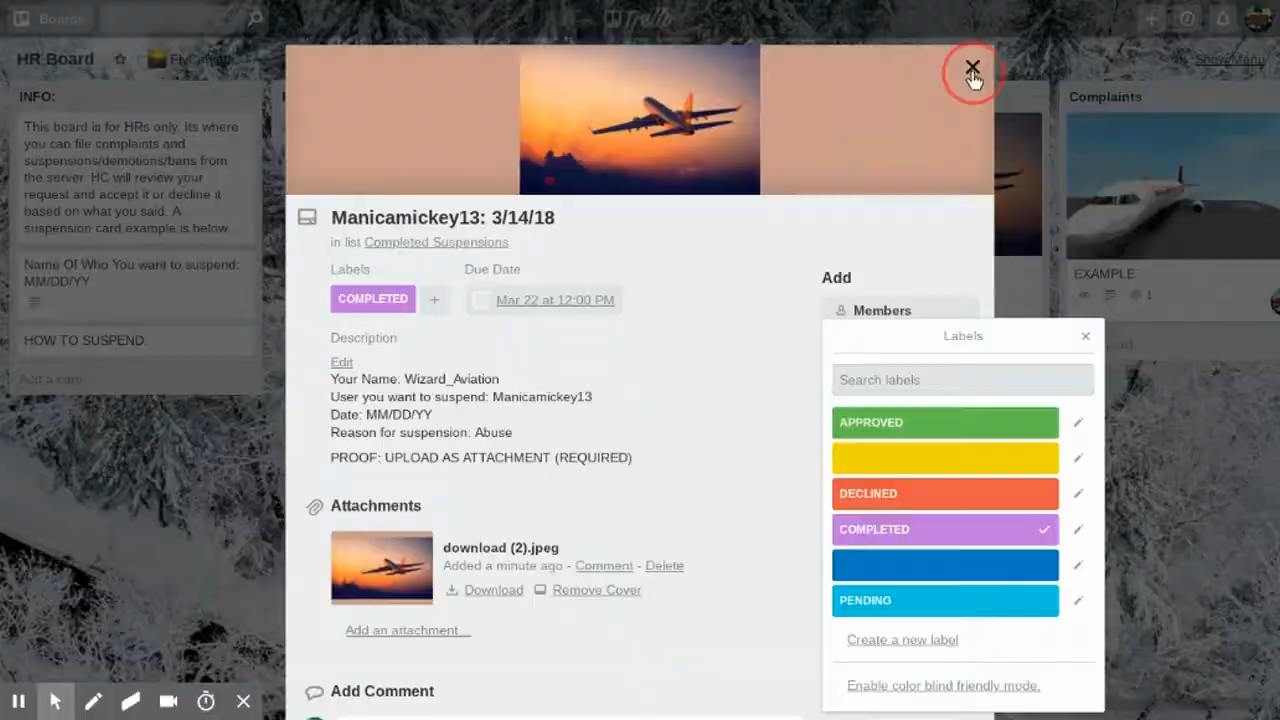 Boards
Trello
HR Board
Show Menu
INFO:
This board is for HRs only. Its where
you can file complaints and
suspensions/demotions/bans from
the server. HC will review your
request and accept it or decline it
based on what you said. A
suspension card example is below.
Name Of Who You want to suspend:
MM/DD/YY
HOW TO SUSPEND.
Add a card
Manicamickey13: 3/14/18
in list Completed Suspensions
Labels
Due Date
COMPLETED
+
Mar 22 at 12:00 PM
Description
Edit
Your Name: Wizard_Aviation
User you want to suspend: Manicamickey13
Date: MM/DD/YY
Reason for suspension: Abuse
PROOF: UPLOAD AS ATTACHMENT (REQUIRED)
Attachments
download (2).jpeg
Added a minute ago - Comment - Delete
Download
Remove Cover
Add an attachment...
Add Comment
Add
Members
Labels
Search labels
APPROVED
DECLINED
COMPLETED
PENDING
Create a new label
Enable color blind friendly mode.
Complaints
EXAMPLE
1